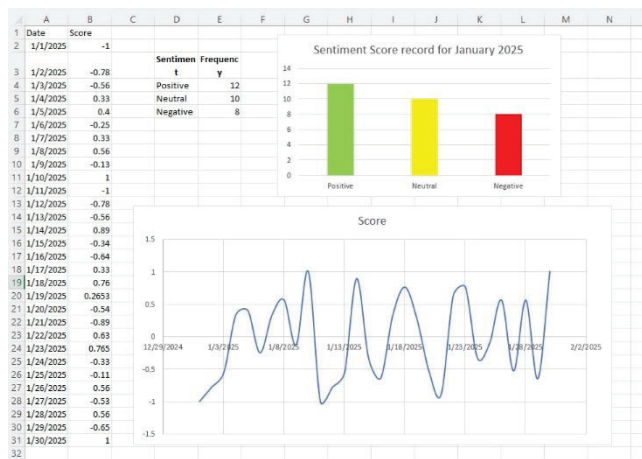 A B C D E F G H I J K L M N
1 Date Score
2 1/1/2025 -1
3 1/2/2025 -0.78 Sentimen t Frequenc y
4 1/3/2025 -0.56 Positive 12
5 1/4/2025 0.33 Neutral 10
6 1/5/2025 0.4 Negative 8
7 1/6/2025 -0.25
8 1/7/2025 0.33
9 1/8/2025 0.56
10 1/9/2025 -0.13
11 1/10/2025 1
12 1/11/2025 -1
13 1/12/2025 -0.78
14 1/13/2025 -0.56
15 1/14/2025 0.89
16 1/15/2025 -0.34
17 1/16/2025 -0.64
18 1/17/2025 0.33
19 1/18/2025 0.76
20 1/19/2025 0.2653
21 1/20/2025 -0.54
22 1/21/2025 -0.89
23 1/22/2025 0.63
24 1/23/2025 0.765
25 1/24/2025 -0.33
26 1/25/2025 -0.11
27 1/26/2025 0.56
28 1/27/2025 -0.53
29 1/28/2025 0.56
30 1/29/2025 -0.65
31 1/30/2025 1
32
Sentiment Score record for January 2025
14
12
10
8
6
4
2
0
Positive Neutral Negative
Score
1.5
1
0.5
0
12/29/2024 1/3/2025 1/8/2025 1/13/2025 1/18/2025 1/23/2025 1/28/2025 2/2/2025
-0.5
-1
-1.5